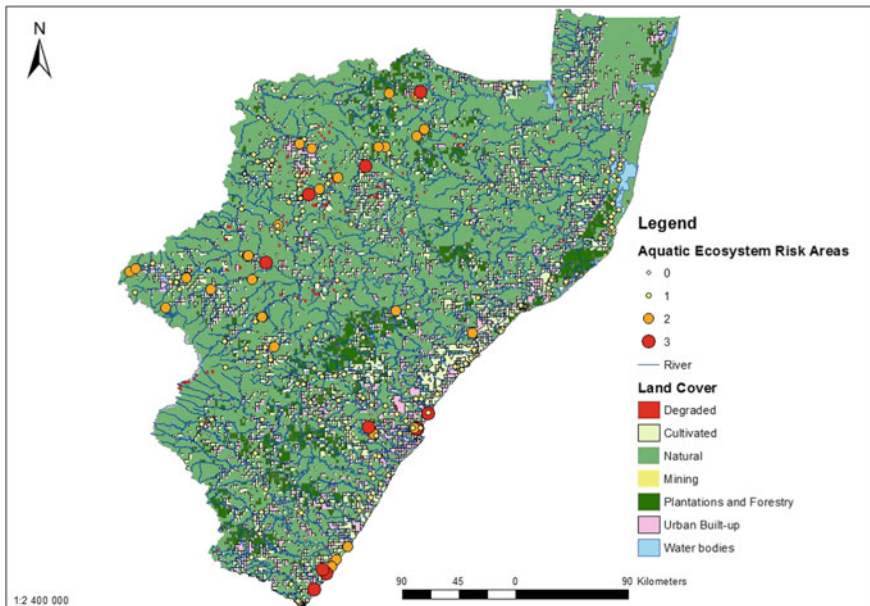 N
Legend
Aquatic Ecosystem Risk Areas
0
1
2
3
River
Land Cover
Degraded
Cultivated
Natural
Mining
Plantations and Forestry
Urban Built-up
Water bodies
90 45 0 90 Kilometers
1:2 400 000